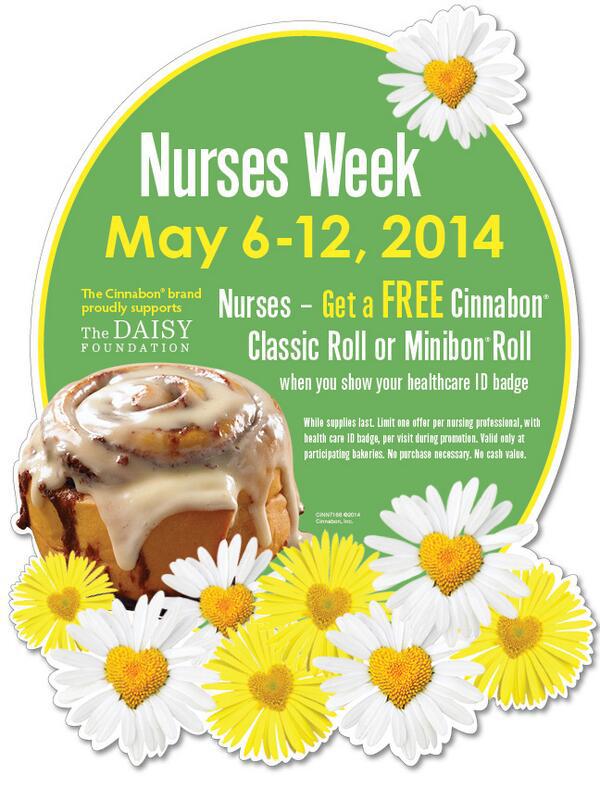 Nurses Week
May 6-12, 2014
The Cinnabon® brand
proudly supports
The DAISY
FOUNDATION
Nurses – Get a FREE Cinnabon®
Classic Roll or Minibon® Roll
when you show your healthcare ID badge
While supplies last. Limit one offer per nursing professional, with
health care ID badge, per visit during promotion. Valid only at
participating bakeries. No purchase necessary. No cash value.
CINN7168 ©2014
Cinnabon, Inc.